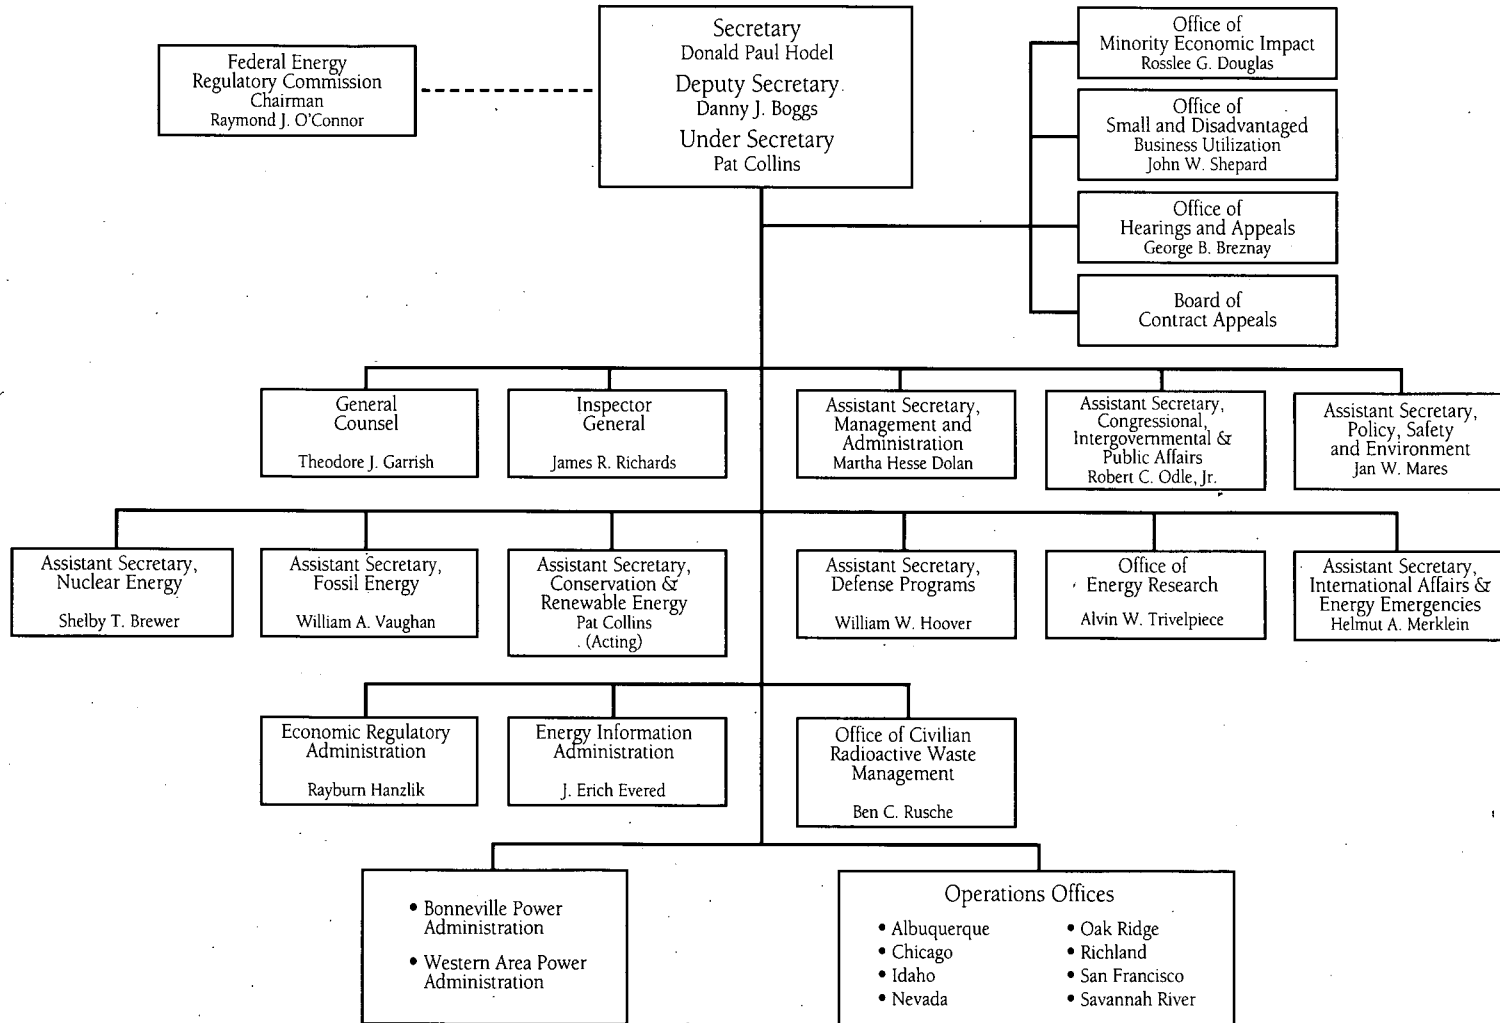 Federal Energy
Regulatory Commission
Chairman
Raymond J. O'Connor
Secretary
Donald Paul Hodel
Deputy Secretary
Danny J. Boggs
Under Secretary
Pat Collins
Office of
Minority Economic Impact
Rosslee G. Douglas
Office of
Small and Disadvantaged
Business Utilization
John W. Shepard
Office of
Hearings and Appeals
George B. Breznay
Board of
Contract Appeals
General
Counsel
Theodore J. Garrish
Inspector
General
James R. Richards
Assistant Secretary,
Management and
Administration
Martha Hesse Dolan
Assistant Secretary,
Congressional,
Intergovernmental &
Public Affairs
Robert C. Odle, Jr.
Assistant Secretary,
Policy, Safety
and Environment
Jan W. Mares
Assistant Secretary,
Nuclear Energy
Shelby T. Brewer
Assistant Secretary,
Fossil Energy
William A. Vaughan
Assistant Secretary,
Conservation &
Renewable Energy
Pat Collins
(Acting)
Assistant Secretary,
Defense Programs
William W. Hoover
Office of
Energy Research
Alvin W. Trivelpiece
Assistant Secretary,
International Affairs &
Energy Emergencies
Helmut A. Merklein
Economic Regulatory
Administration
Rayburn Hanzlik
Energy Information
Administration
J. Erich Evered
Office of Civilian
Radioactive Waste
Management
Ben C. Rusche
• Bonneville Power
Administration
• Western Area Power
Administration
Operations Offices
• Albuquerque
• Chicago
• Idaho
• Nevada
• Oak Ridge
• Richland
• San Francisco
• Savannah River